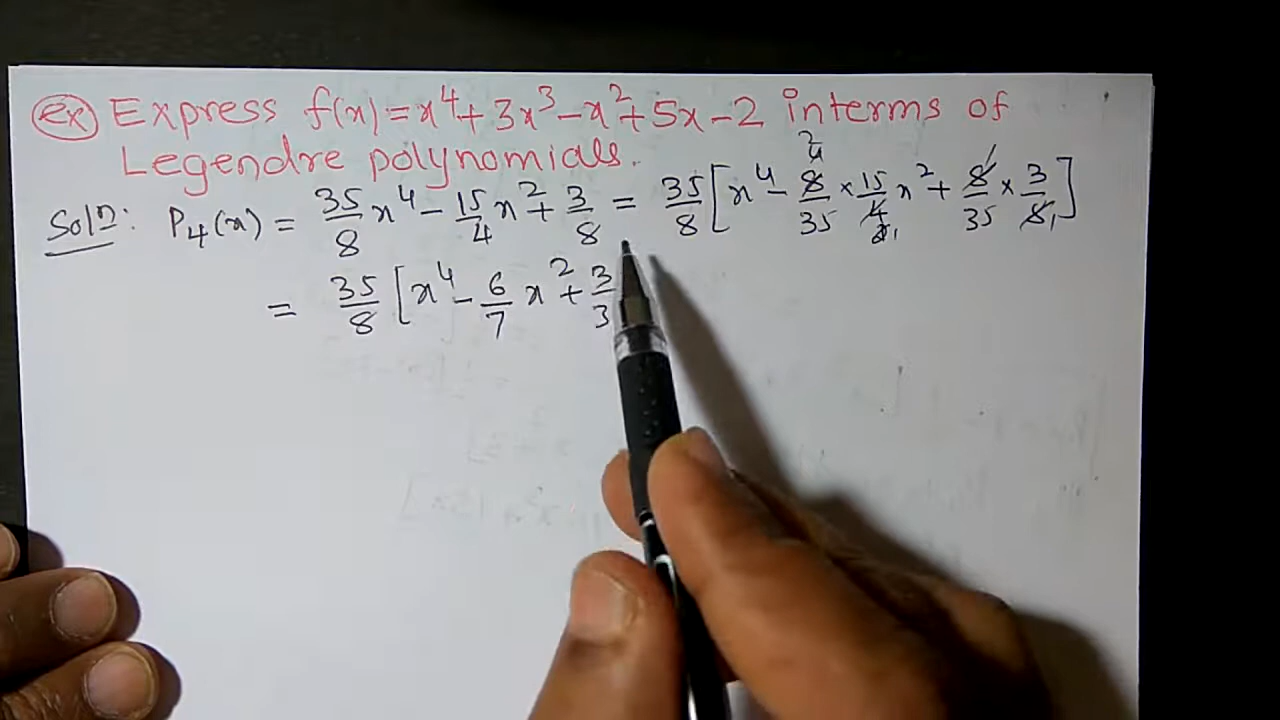 ex Express f(x) = x⁴ + 3x³ - x² + 5x - 2 interms of
Legendre polynomials.
Sol⁠n: P₄(x) = 35/8 x⁴ - 15/4 x² + 3/8 = 35/8 [x⁴ - 8/35 × 15/4 x² + 8/35 × 3/8]
= 35/8 [x⁴ - 6/7 x² + 3/3